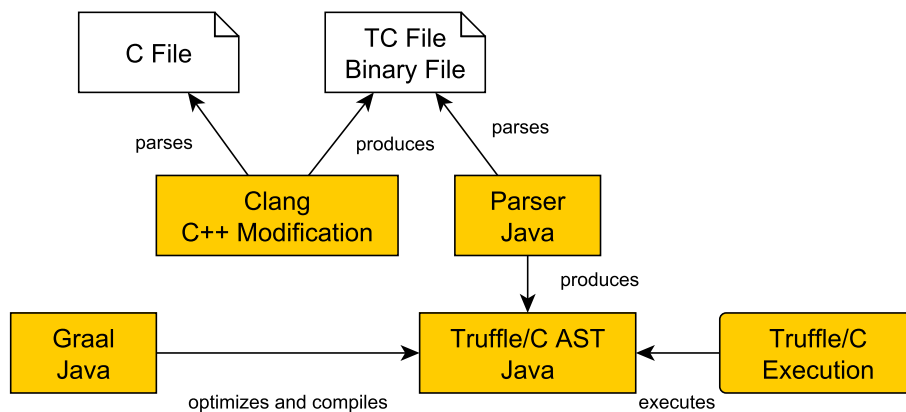 C File
TC File
Binary File
parses
produces
parses
Clang
C++ Modification
Parser
Java
produces
Graal
Java
Truffle/C AST
Java
Truffle/C
Execution
optimizes and compiles
executes